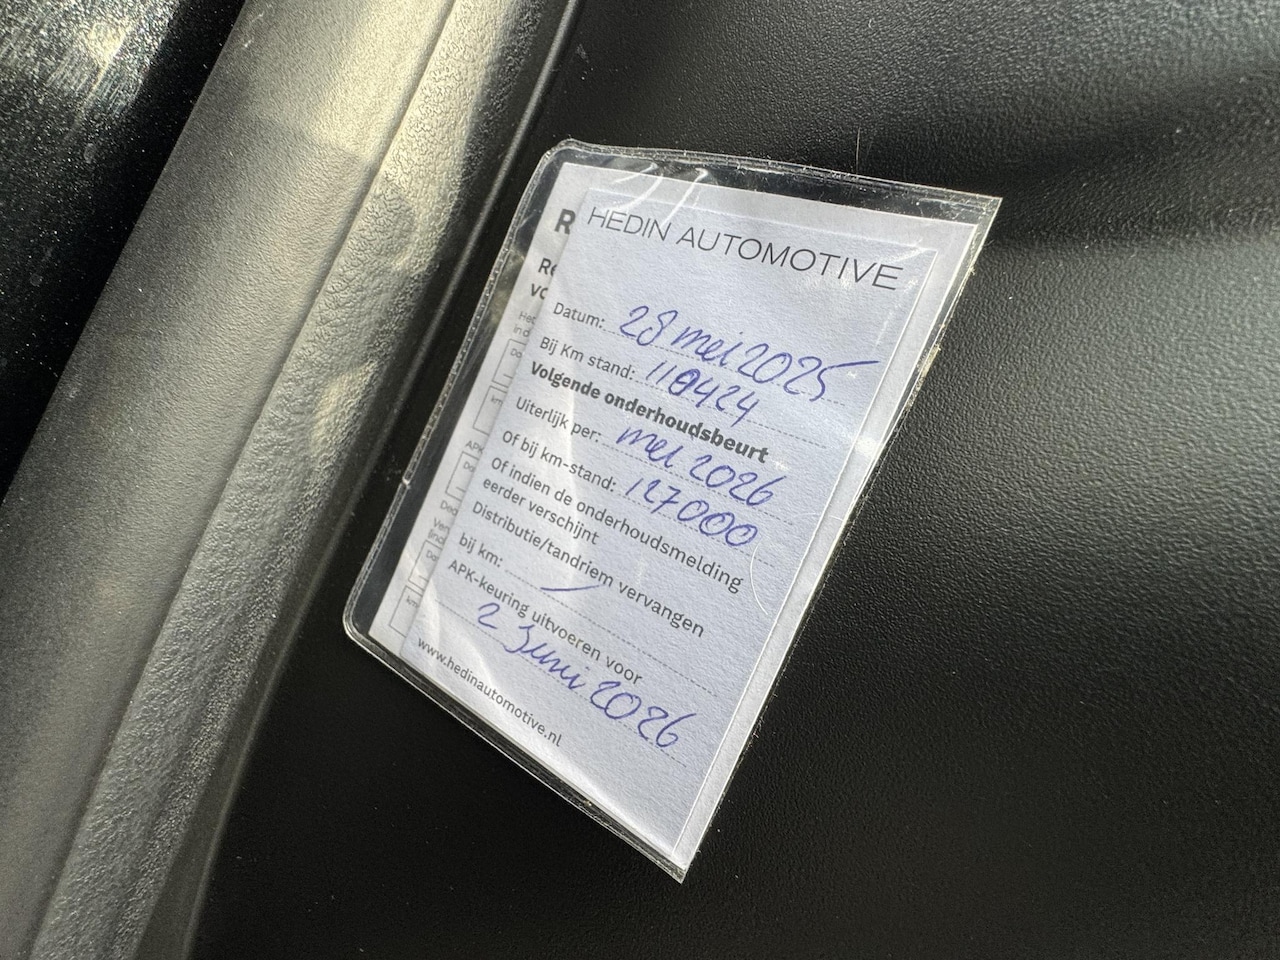 HEDIN AUTOMOTIVE
Datum: 28 mei 2025
Bij Km stand: 110424
Volgende onderhoudsbeurt
Uiterlijk per: mei 2026
Of bij km-stand: 127000
Of indien de onderhoudsmelding
eerder verschijnt
Distributie/tandriem vervangen
bij km: /
APK-keuring uitvoeren voor
2 Juni 2026
www.hedinautomotive.nl